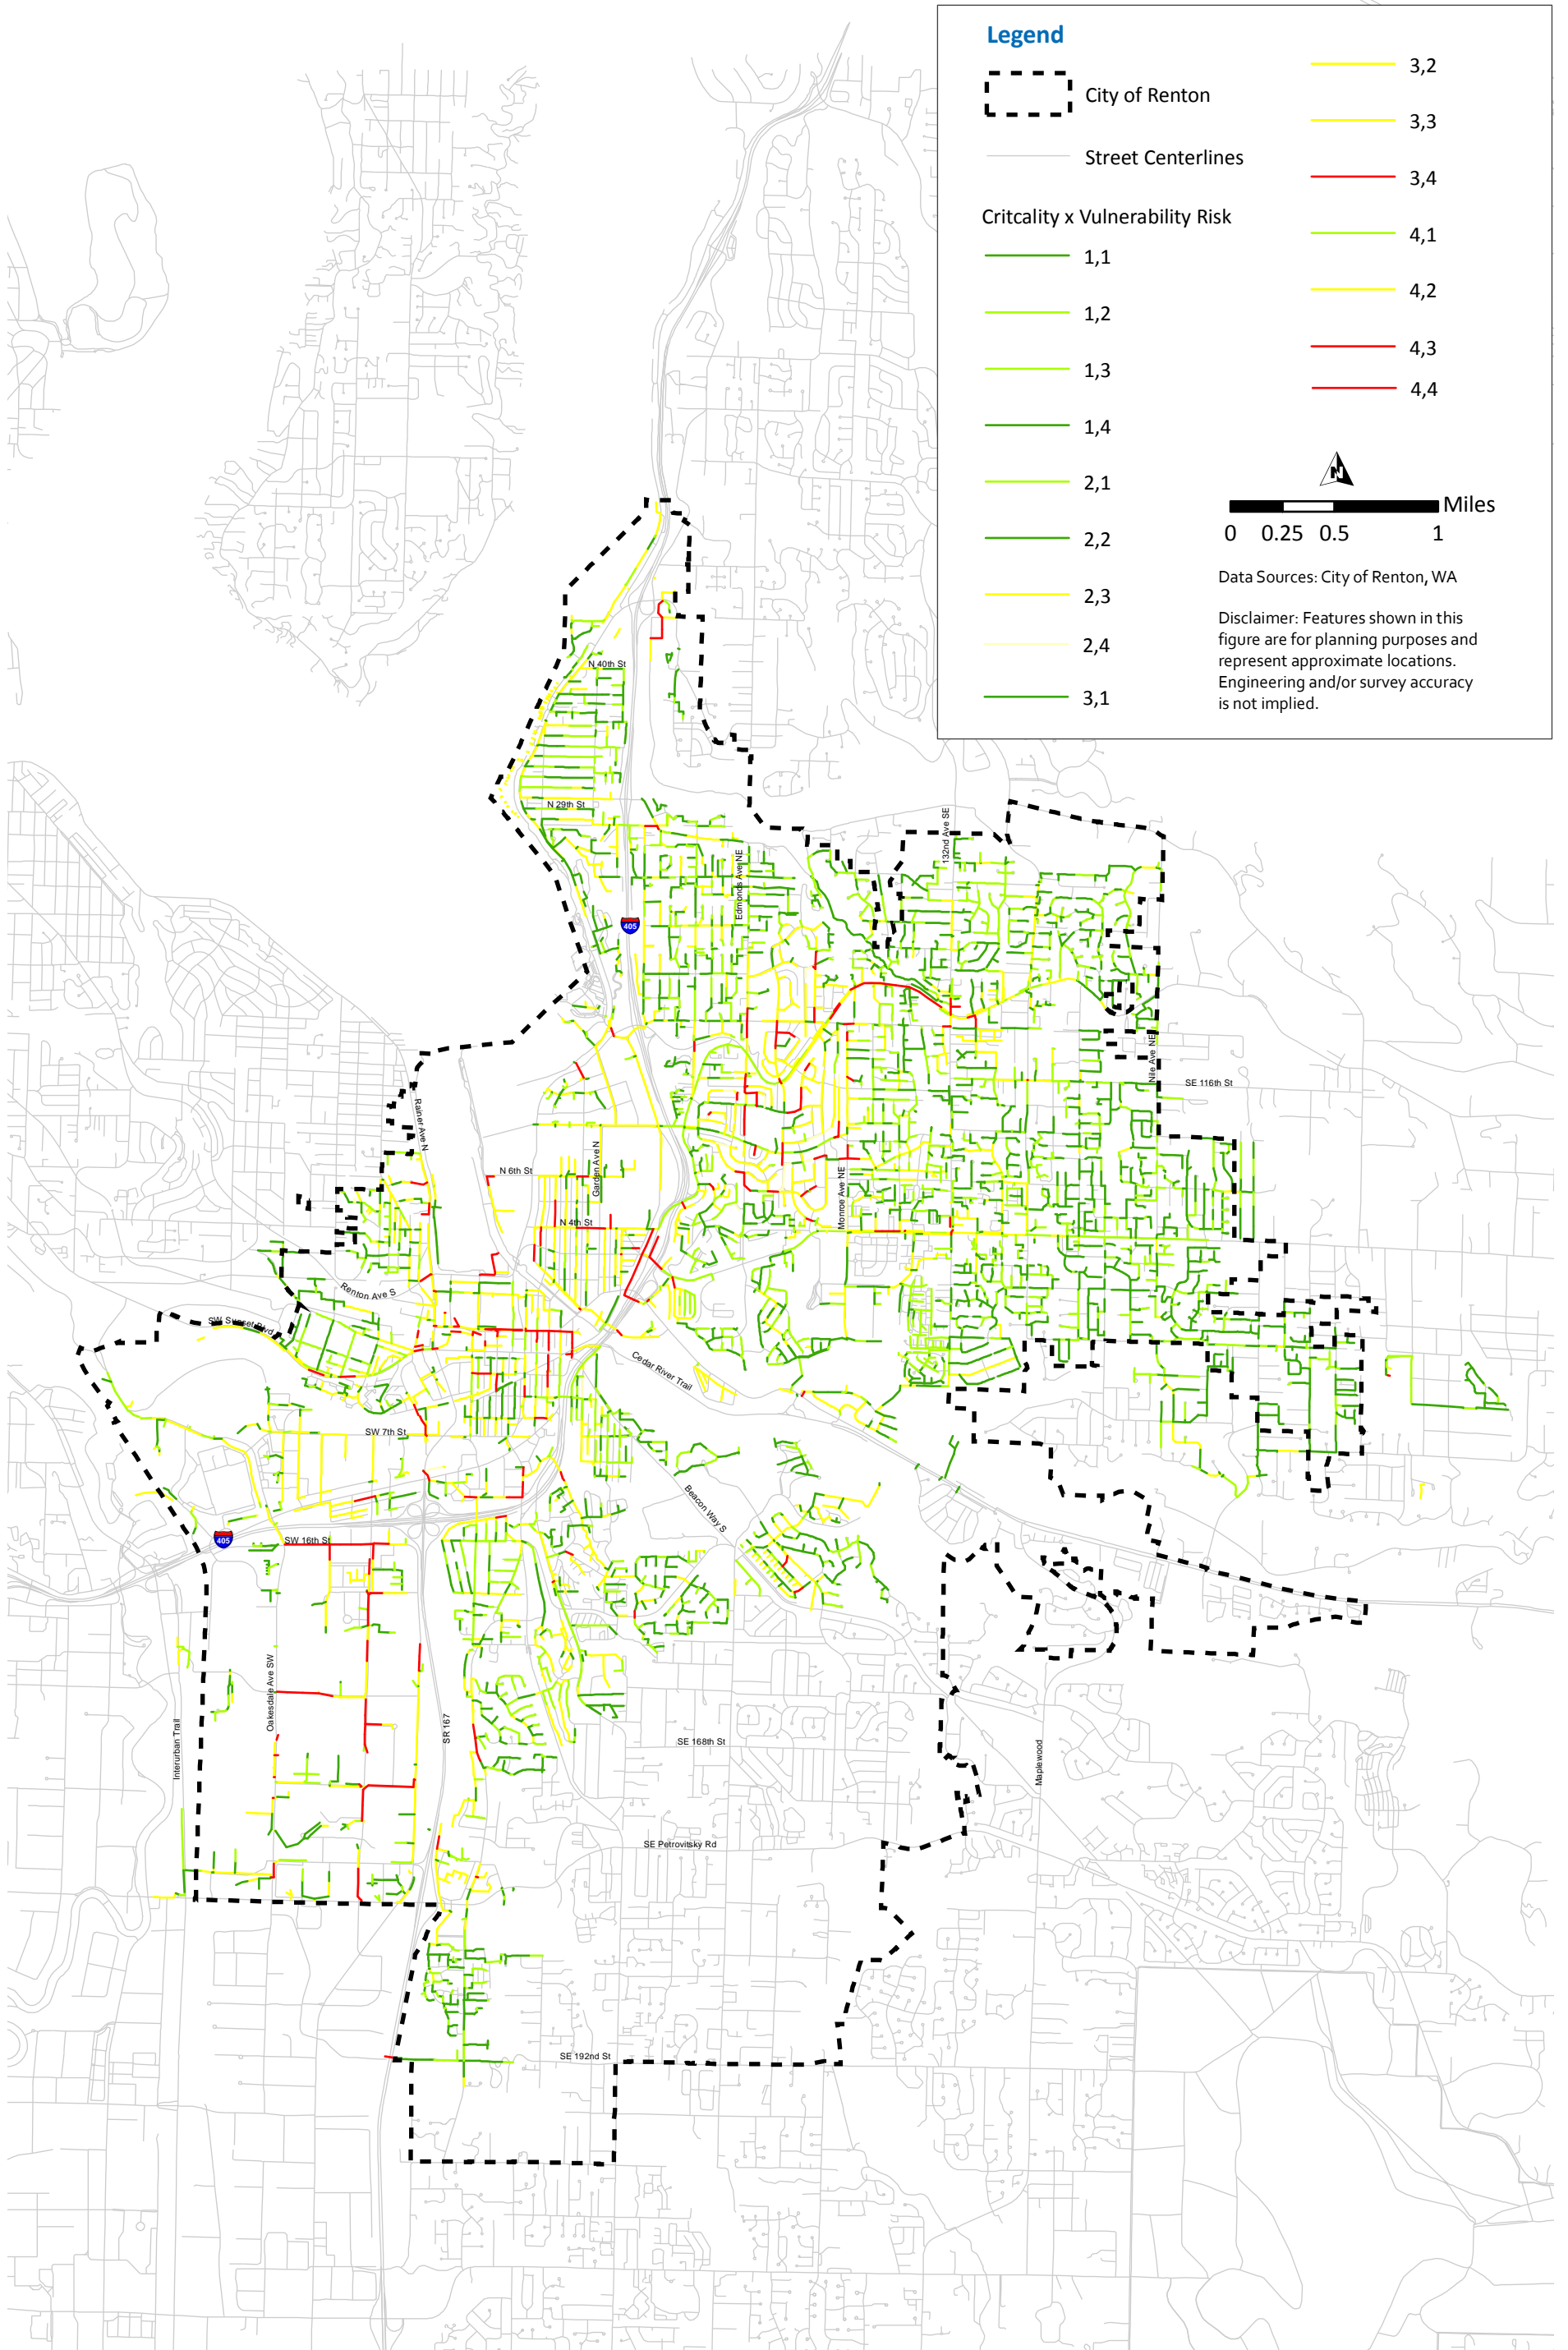 Legend
City of Renton
Street Centerlines
Critcality x Vulnerability Risk
1,1
1,2
1,3
1,4
2,1
2,2
2,3
2,4
3,1
3,2
3,3
3,4
4,1
4,2
4,3
4,4
N
Miles
0 0.25 0.5 1
Data Sources: City of Renton, WA
Disclaimer: Features shown in this
figure are for planning purposes and
represent approximate locations.
Engineering and/or survey accuracy
is not implied.
N 40th St
N 29th St
132nd Ave SE
Edmonds Ave NE
405
Nile Ave NE
SE 116th St
Rainer Ave N
Garden Ave N
N 6th St
Monroe Ave NE
N 4th St
Renton Ave S
SW Sunset Blvd
Cedar River Trail
SW 7th St
Beacon Way S
405
SW 16th St
Oakesdale Ave SW
Interurban Trail
SR 167
SE 168th St
Maplewood
SE Petrovitsky Rd
SE 192nd St